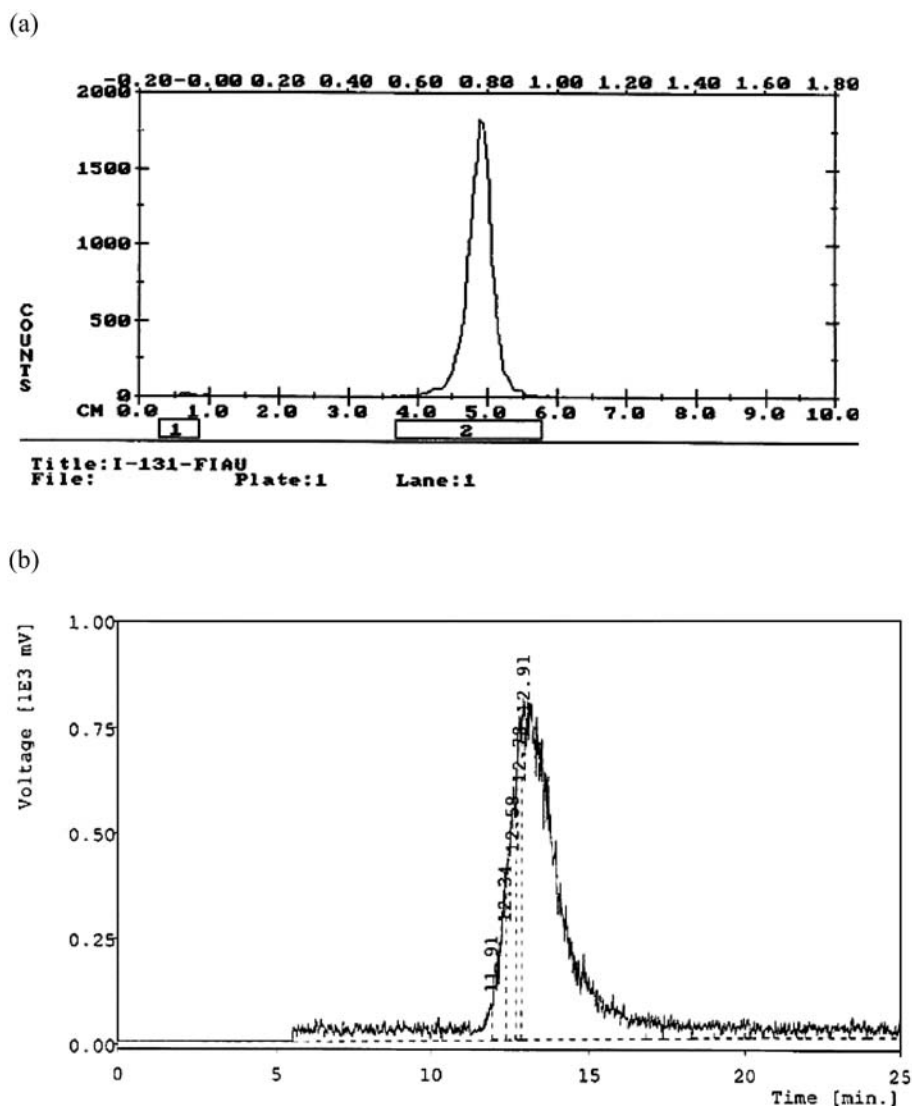 (a)
-0.20-0.00 0.20 0.40 0.60 0.80 1.00 1.20 1.40 1.60 1.80
2000
1500
1000
500
0
COUNTS
CM 0.0 1.0 2.0 3.0 4.0 5.0 6.0 7.0 8.0 9.0 10.0
1 2
Title:I-131-FIAU
File: Plate:1 Lane:1
(b)
1.00
0.75
0.50
0.25
0.00
Voltage [1E3 mV]
11.91
12.34
12.58
12.78
12.91
0 5 10 15 20 25
Time [min.]